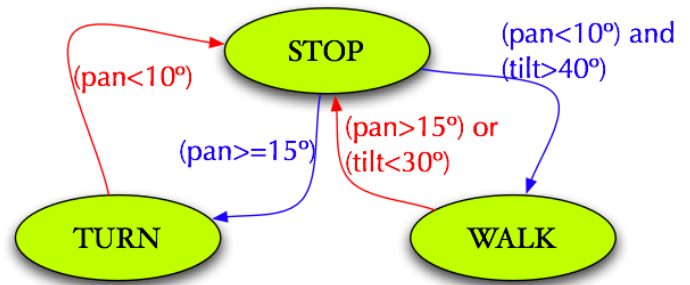 STOP
(pan<10º) and
(tilt>40º)
(pan<10º)
(pan>=15º)
(pan>15º) or
(tilt<30º)
TURN
WALK